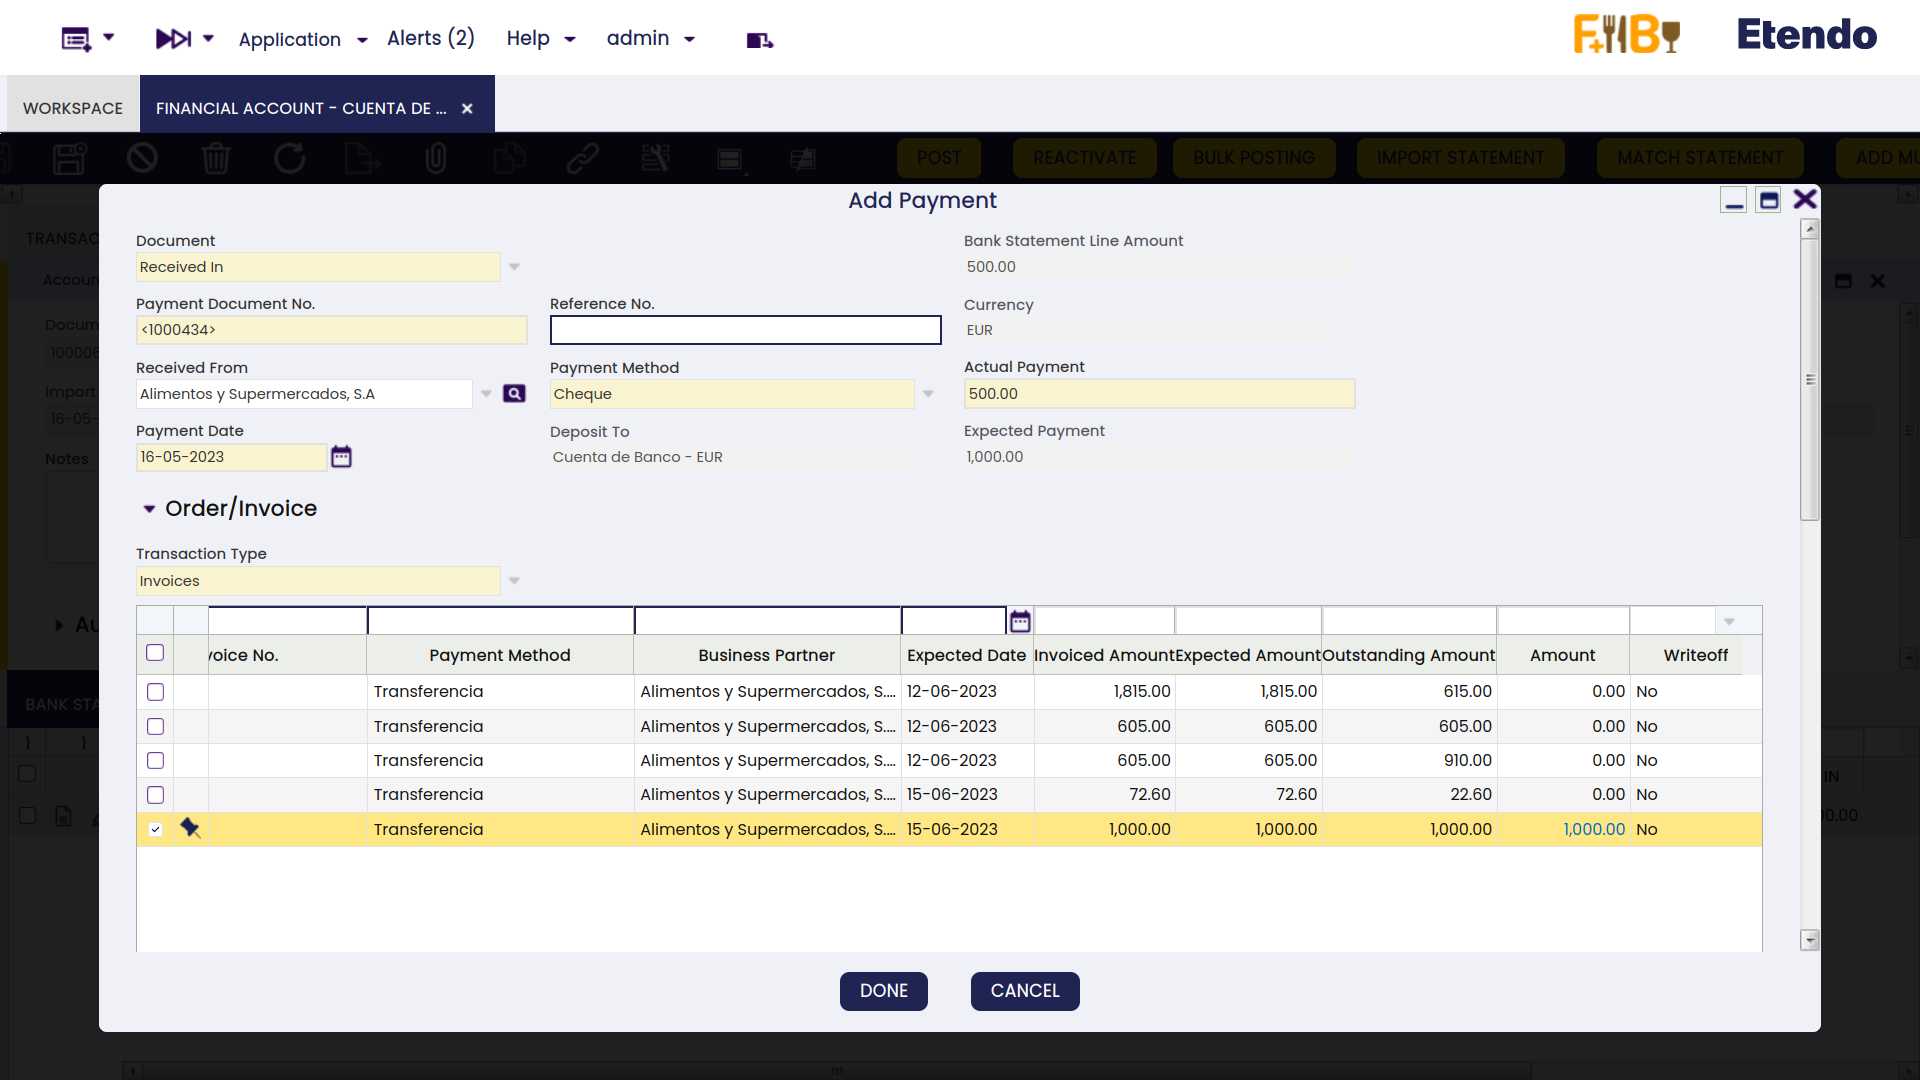 Application
Alerts (2)
Help
admin
F+B
Etendo
WORKSPACE
FINANCIAL ACCOUNT - CUENTA DE ...
POST
REACTIVATE
BULK POSTING
IMPORT STATEMENT
MATCH STATEMENT
ADD MU
Add Payment
TRANSAC
Accoun
Docum
100006
Import
16-05-
Notes
Au
BANK STA
1 1
IN
00.00
Document
Received In
Bank Statement Line Amount
500.00
Payment Document No.
<1000434>
Reference No.
Currency
EUR
Received From
Alimentos y Supermercados, S.A
Payment Method
Cheque
Actual Payment
500.00
Payment Date
16-05-2023
Deposit To
Cuenta de Banco - EUR
Expected Payment
1,000.00
Order/Invoice
Transaction Type
Invoices
voice No. Payment Method Business Partner Expected Date Invoiced Amount Expected Amount Outstanding Amount Amount Writeoff
Transferencia Alimentos y Supermercados, S.... 12-06-2023 1,815.00 1,815.00 615.00 0.00 No
Transferencia Alimentos y Supermercados, S.... 12-06-2023 605.00 605.00 605.00 0.00 No
Transferencia Alimentos y Supermercados, S.... 12-06-2023 605.00 605.00 910.00 0.00 No
Transferencia Alimentos y Supermercados, S.... 15-06-2023 72.60 72.60 22.60 0.00 No
Transferencia Alimentos y Supermercados, S.... 15-06-2023 1,000.00 1,000.00 1,000.00 1,000.00 No
DONE
CANCEL